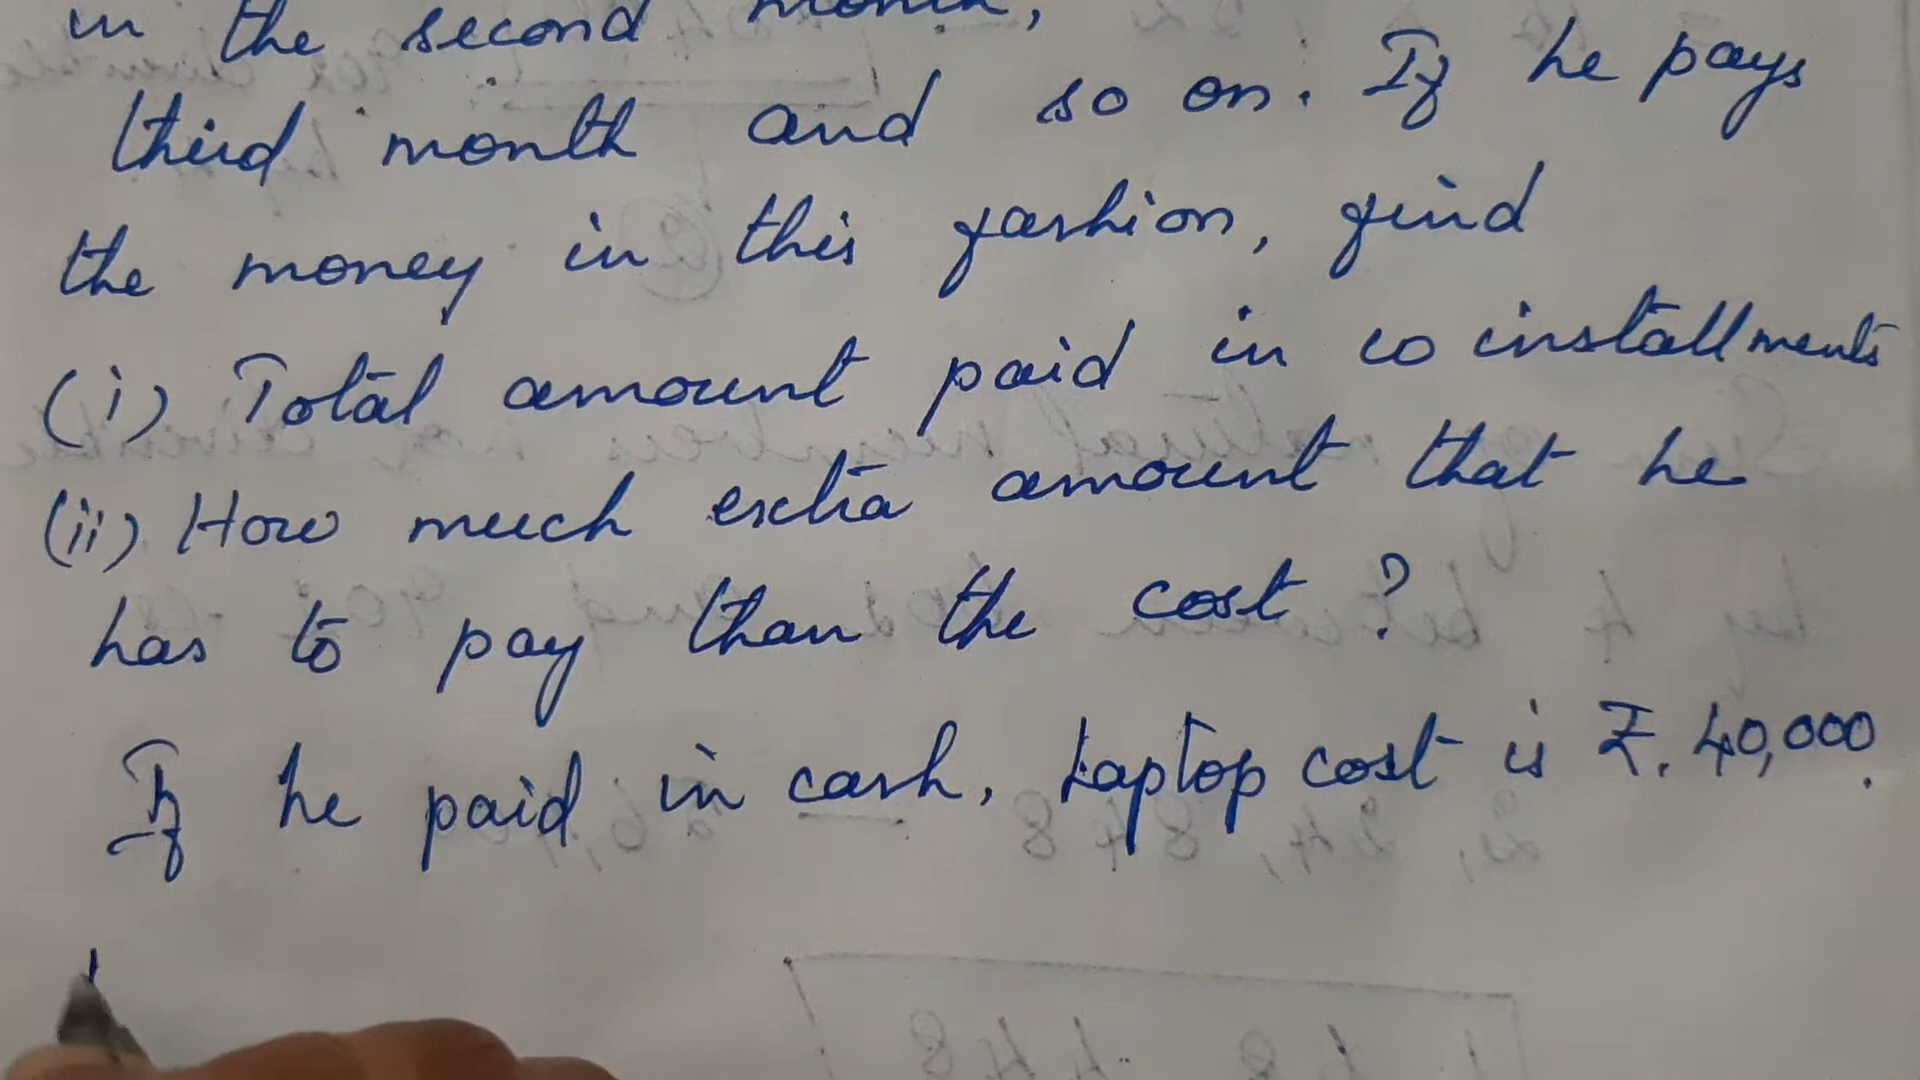 in the second month,
third month and so on. If he pays
the money in this fashion, find
(i) Total amount paid in 10 installments
(ii) How much extra amount that he
has to pay than the cost?
If he paid in cash, Laptop cost is ₹. 40,000.